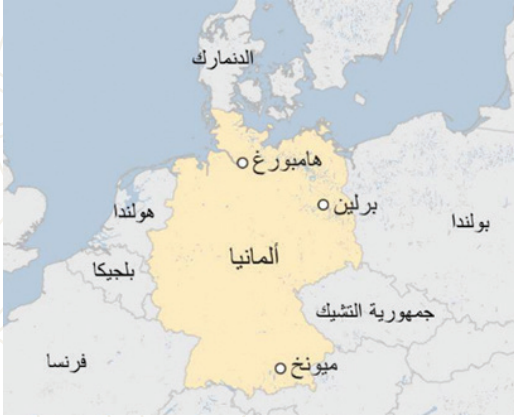 الدنمارك
هامبورغ
برلين
هولندا
بولندا
ألمانيا
بلجيكا
جمهورية التشيك
فرنسا
ميونخ